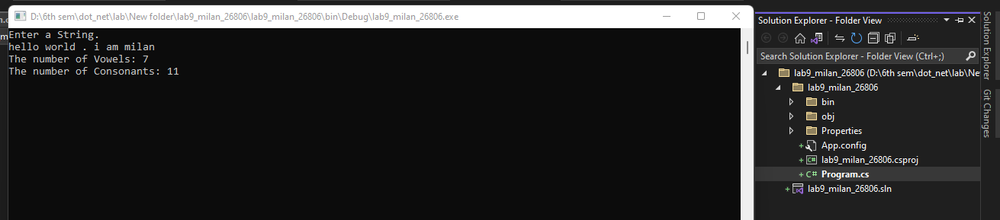 D:\6th sem\dot_net\lab\New folder\lab9_milan_26806\lab9_milan_26806\bin\Debug\lab9_milan_26806.exe
Enter a String.
hello world . i am milan
The number of Vowels: 7
The number of Consonants: 11
Solution Explorer - Folder View
Search Solution Explorer - Folder View (Ctrl+;)
lab9_milan_26806 (D:\6th sem\dot_net\lab\Ne
lab9_milan_26806
bin
obj
Properties
App.config
C# lab9_milan_26806.csproj
C# Program.cs
lab9_milan_26806.sln
Solution Explorer
Git Changes